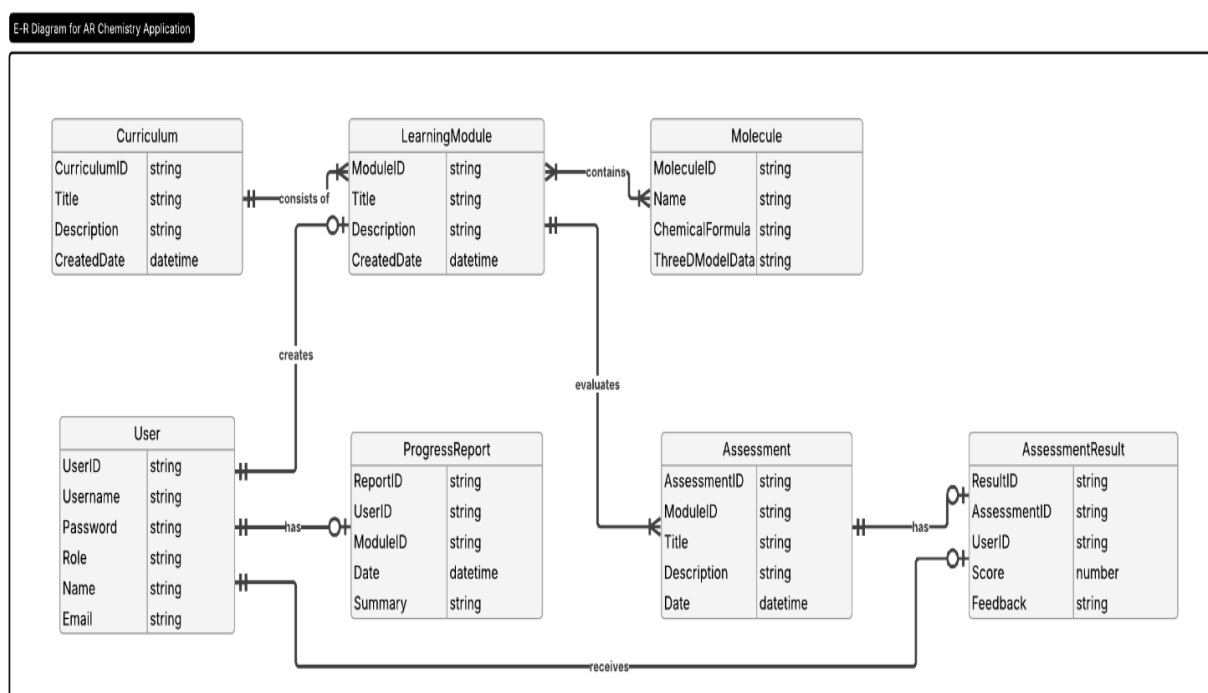 E-R Diagram for AR Chemistry Application
Curriculum
CurriculumID string
Title string
Description string
CreatedDate datetime
consists of
LearningModule
ModuleID string
Title string
Description string
CreatedDate datetime
contains
Molecule
MoleculeID string
Name string
ChemicalFormula string
ThreeDModelData string
creates
evaluates
User
UserID string
Username string
Password string
Role string
Name string
Email string
has
ProgressReport
ReportID string
UserID string
ModuleID string
Date datetime
Summary string
Assessment
AssessmentID string
ModuleID string
Title string
Description string
Date datetime
has
AssessmentResult
ResultID string
AssessmentID string
UserID string
Score number
Feedback string
receives